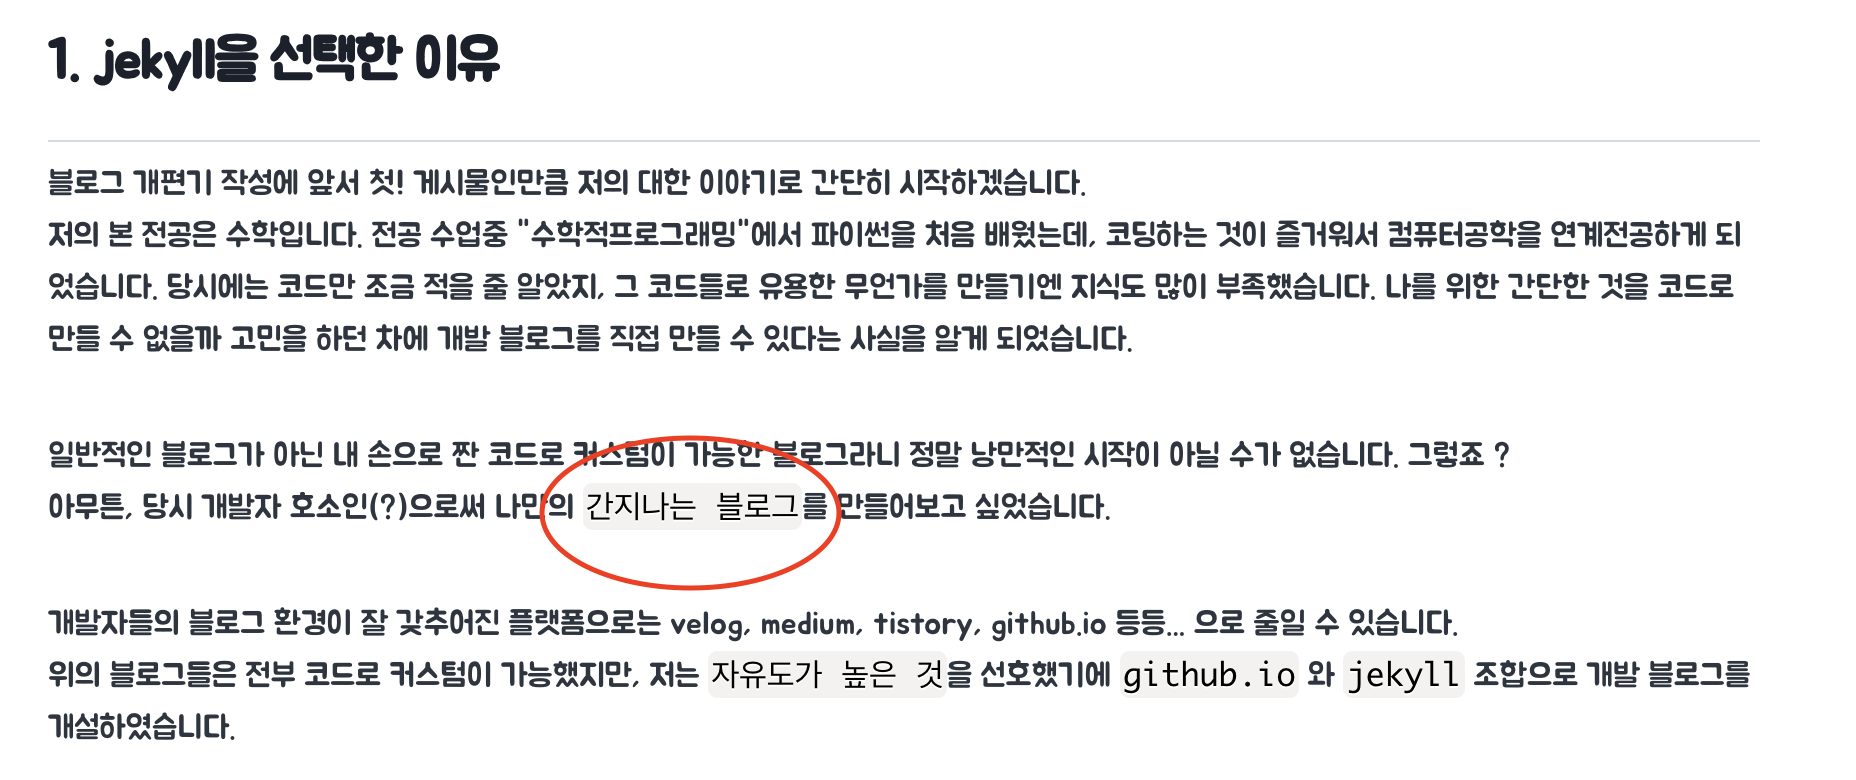 1. jekyll을 선택한 이유
블로그 개편기 작성에 앞서 첫! 게시물인만큼 저의 대한 이야기로 간단히 시작하겠습니다.
저의 본 전공은 수학입니다. 전공 수업중 "수학적프로그래밍"에서 파이썬을 처음 배웠는데, 코딩하는 것이 즐거워서 컴퓨터공학을 연계전공하게 되
었습니다. 당시에는 코드만 조금 적을 줄 알았지, 그 코드들로 유용한 무언가를 만들기엔 지식도 많이 부족했습니다. 나를 위한 간단한 것을 코드로
만들 수 없을까 고민을 하던 차에 개발 블로그를 직접 만들 수 있다는 사실을 알게 되었습니다.
일반적인 블로그가 아닌 내 손으로 짠 코드로 커스텀이 가능한 블로그라니 정말 낭만적인 시작이 아닐 수가 없습니다. 그렇죠 ?
아무튼, 당시 개발자 호소인(?)으로써 나만의 간지나는 블로그를 만들어보고 싶었습니다.
개발자들의 블로그 환경이 잘 갖추어진 플랫폼으로는 velog, medium, tistory, github.io 등등... 으로 줄일 수 있습니다.
위의 블로그들은 전부 코드로 커스텀이 가능했지만, 저는 자유도가 높은 것을 선호했기에 github.io 와 jekyll 조합으로 개발 블로그를
개설하였습니다.